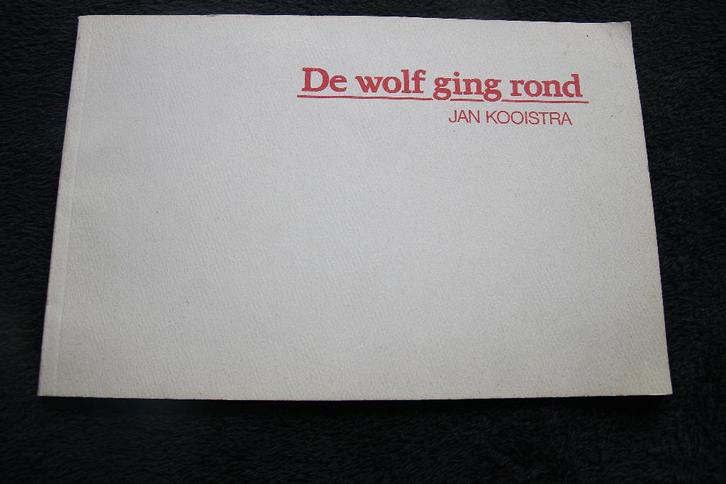 De wolf ging rond
JAN KOOISTRA